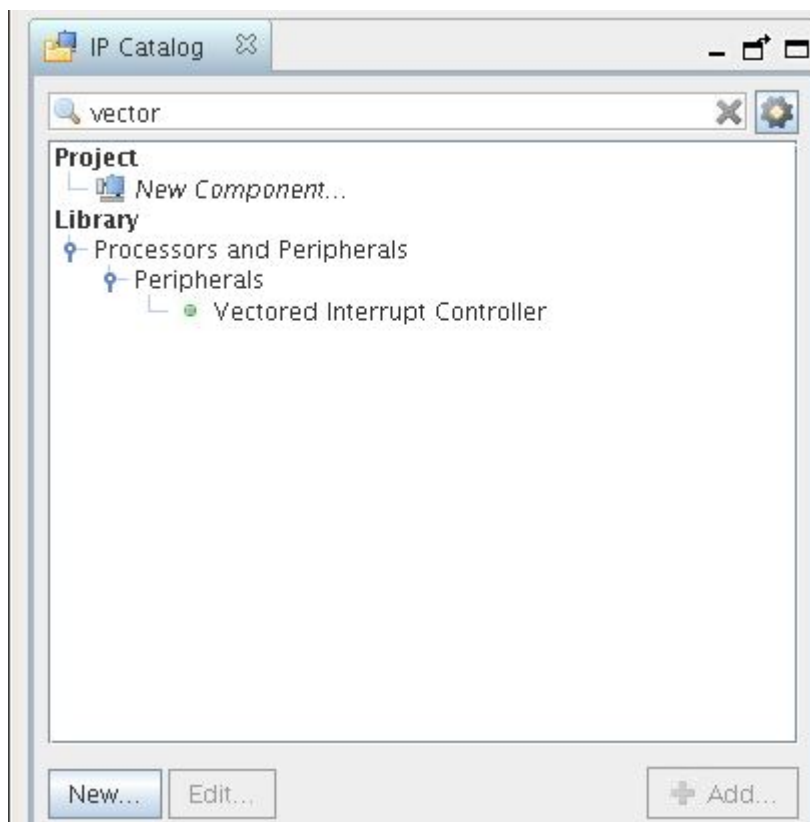 IP Catalog
vector
Project
New Component...
Library
Processors and Peripherals
Peripherals
Vectored Interrupt Controller
New... Edit... Add...